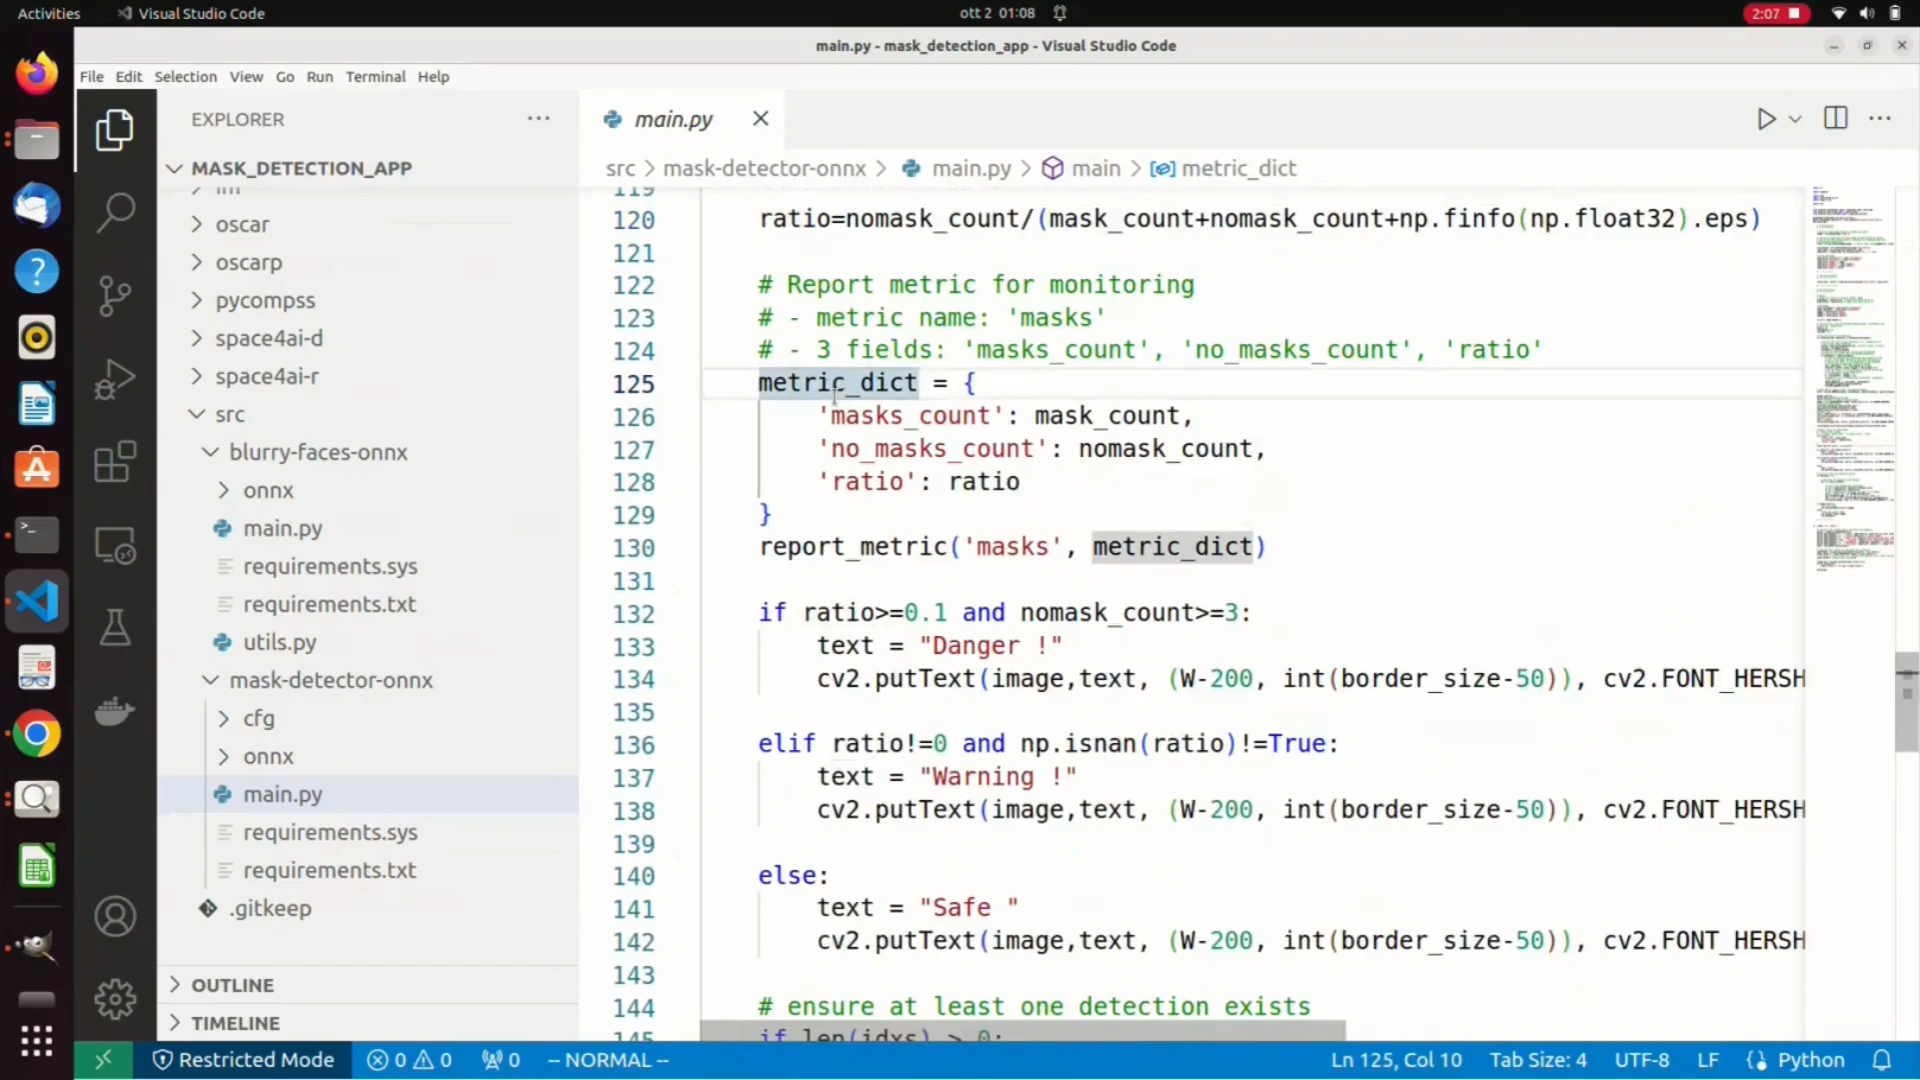 Activities
Visual Studio Code
ott 2 01:08
2:07
main.py - mask_detection_app - Visual Studio Code
File Edit Selection View Go Run Terminal Help
EXPLORER
MASK_DETECTION_APP
oscar
oscarp
pycompss
space4ai-d
space4ai-r
src
blurry-faces-onnx
onnx
main.py
requirements.sys
requirements.txt
utils.py
mask-detector-onnx
cfg
onnx
main.py
requirements.sys
requirements.txt
.gitkeep
OUTLINE
TIMELINE
main.py
src > mask-detector-onnx > main.py > main > metric_dict
119
120 ratio=nomask_count/(mask_count+nomask_count+np.finfo(np.float32).eps)
121
122 # Report metric for monitoring
123 # - metric name: 'masks'
124 # - 3 fields: 'masks_count', 'no_masks_count', 'ratio'
125 metric_dict = {
126 'masks_count': mask_count,
127 'no_masks_count': nomask_count,
128 'ratio': ratio
129 }
130 report_metric('masks', metric_dict)
131
132 if ratio>=0.1 and nomask_count>=3:
133 text = "Danger !"
134 cv2.putText(image,text, (W-200, int(border_size-50)), cv2.FONT_HERSH
135
136 elif ratio!=0 and np.isnan(ratio)!=True:
137 text = "Warning !"
138 cv2.putText(image,text, (W-200, int(border_size-50)), cv2.FONT_HERSH
139
140 else:
141 text = "Safe "
142 cv2.putText(image,text, (W-200, int(border_size-50)), cv2.FONT_HERSH
143
144 # ensure at least one detection exists
145 if len(idxs) > 0:
Restricted Mode 0 0 0 -- NORMAL -- Ln 125, Col 10 Tab Size: 4 UTF-8 LF Python